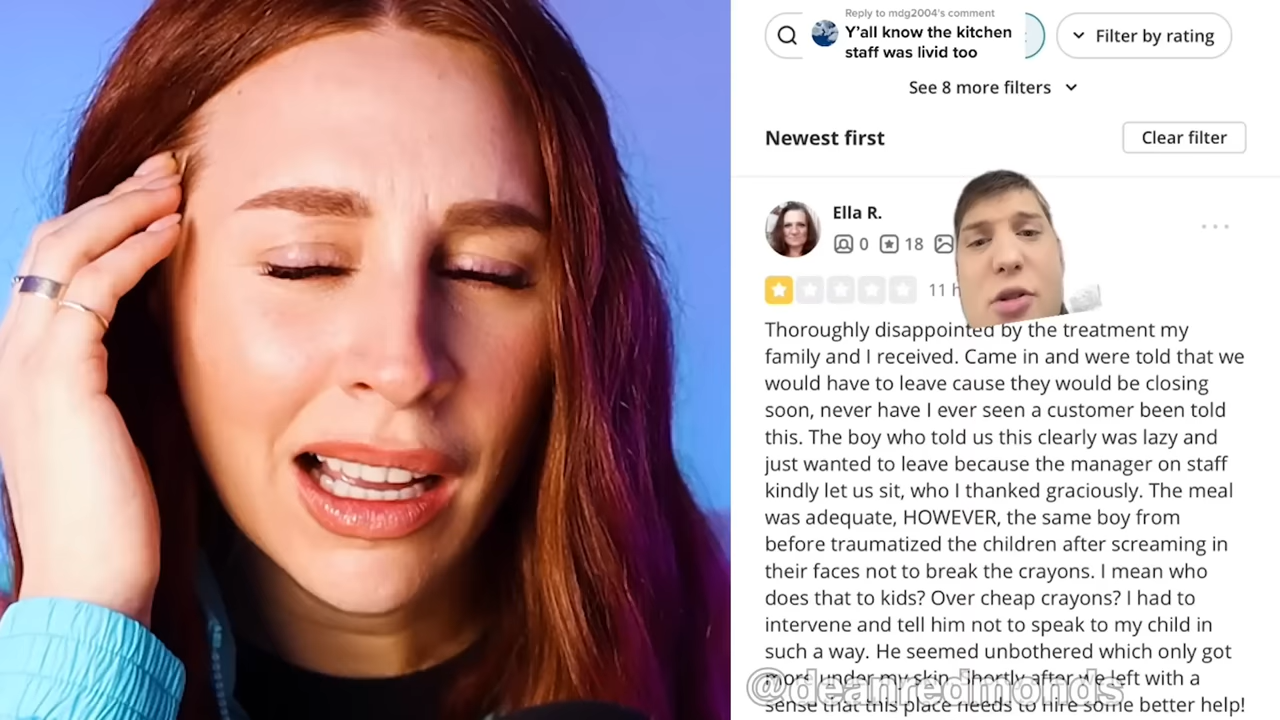 Reply to mdg2004's comment
Y'all know the kitchen
staff was livid too
Filter by rating
See 8 more filters
Newest first
Clear filter
Ella R.
0 18
11 h
Thoroughly disappointed by the treatment my
family and I received. Came in and were told that we
would have to leave cause they would be closing
soon, never have I ever seen a customer been told
this. The boy who told us this clearly was lazy and
just wanted to leave because the manager on staff
kindly let us sit, who I thanked graciously. The meal
was adequate, HOWEVER, the same boy from
before traumatized the children after screaming in
their faces not to break the crayons. I mean who
does that to kids? Over cheap crayons? I had to
intervene and tell him not to speak to my child in
such a way. He seemed unbothered which only got
more under my skin. Shortly after we left with a
@deanredmonds
sense that this place needs to hire some better help!